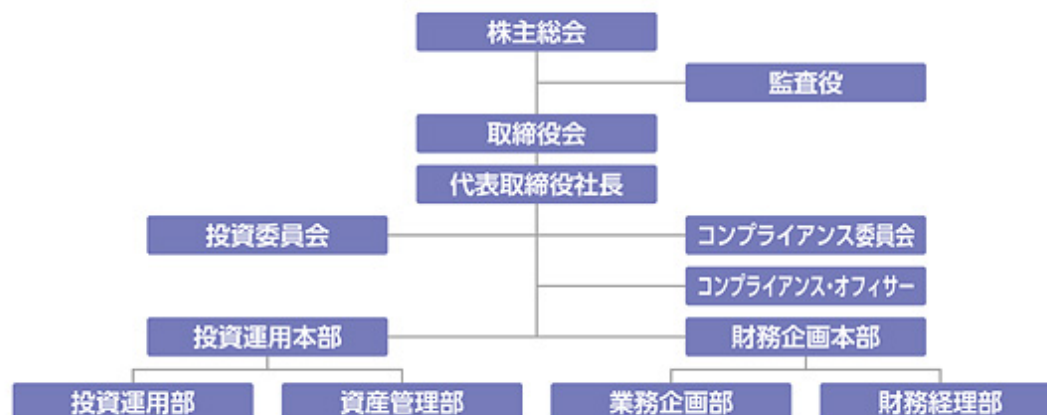 株主総会
監査役
取締役会
代表取締役社長
投資委員会
コンプライアンス委員会
コンプライアンス・オフィサー
投資運用本部
財務企画本部
投資運用部
資産管理部
業務企画部
財務経理部